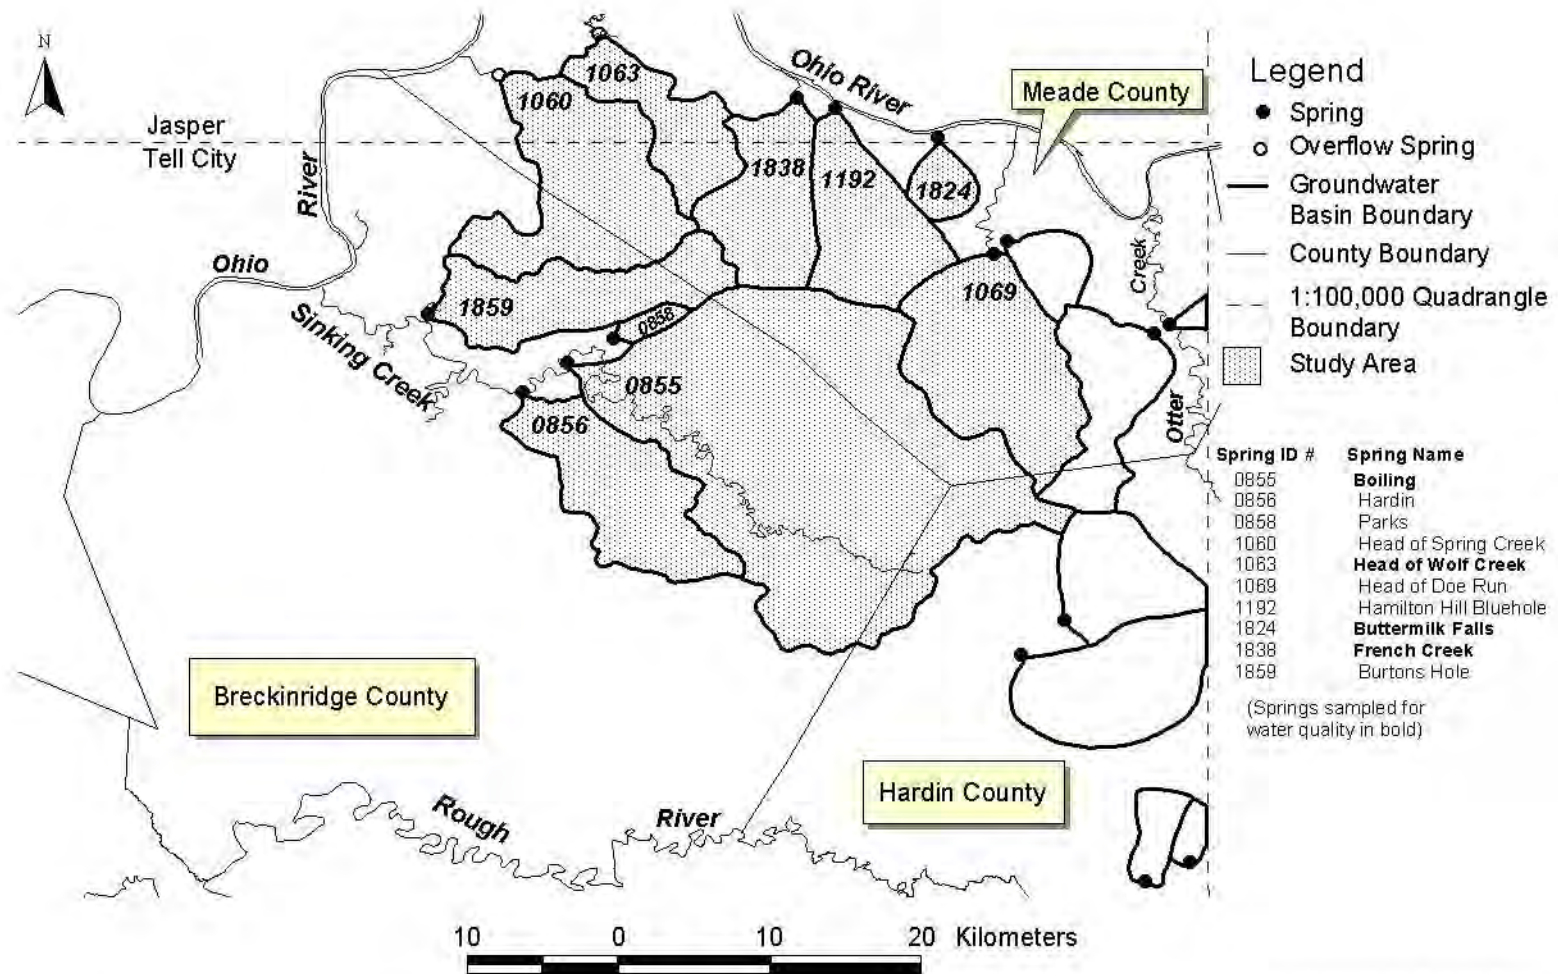 N
Jasper
Tell City
River
Ohio
Sinking Creek
1063
1060
Ohio River
Meade County
1838
1192
1824
1859
0858
0855
0856
1069
Creek
Otter
Breckinridge County
Hardin County
Rough
River
10 0 10 20 Kilometers
Legend
Spring
Overflow Spring
Groundwater
Basin Boundary
County Boundary
1:100,000 Quadrangle
Boundary
Study Area
Spring ID # Spring Name
0855 Boiling
0856 Hardin
0858 Parks
1060 Head of Spring Creek
1063 Head of Wolf Creek
1069 Head of Doe Run
1192 Hamilton Hill Bluehole
1824 Buttermilk Falls
1838 French Creek
1859 Burtons Hole
(Springs sampled for
water quality in bold)